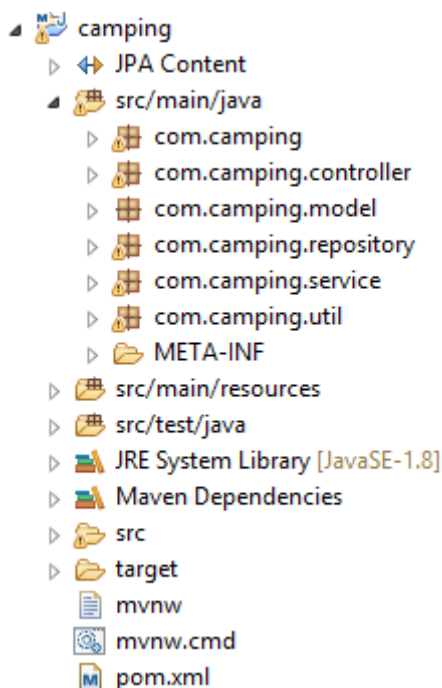 camping
JPA Content
src/main/java
com.camping
com.camping.controller
com.camping.model
com.camping.repository
com.camping.service
com.camping.util
META-INF
src/main/resources
src/test/java
JRE System Library [JavaSE-1.8]
Maven Dependencies
src
target
mvnw
mvnw.cmd
pom.xml